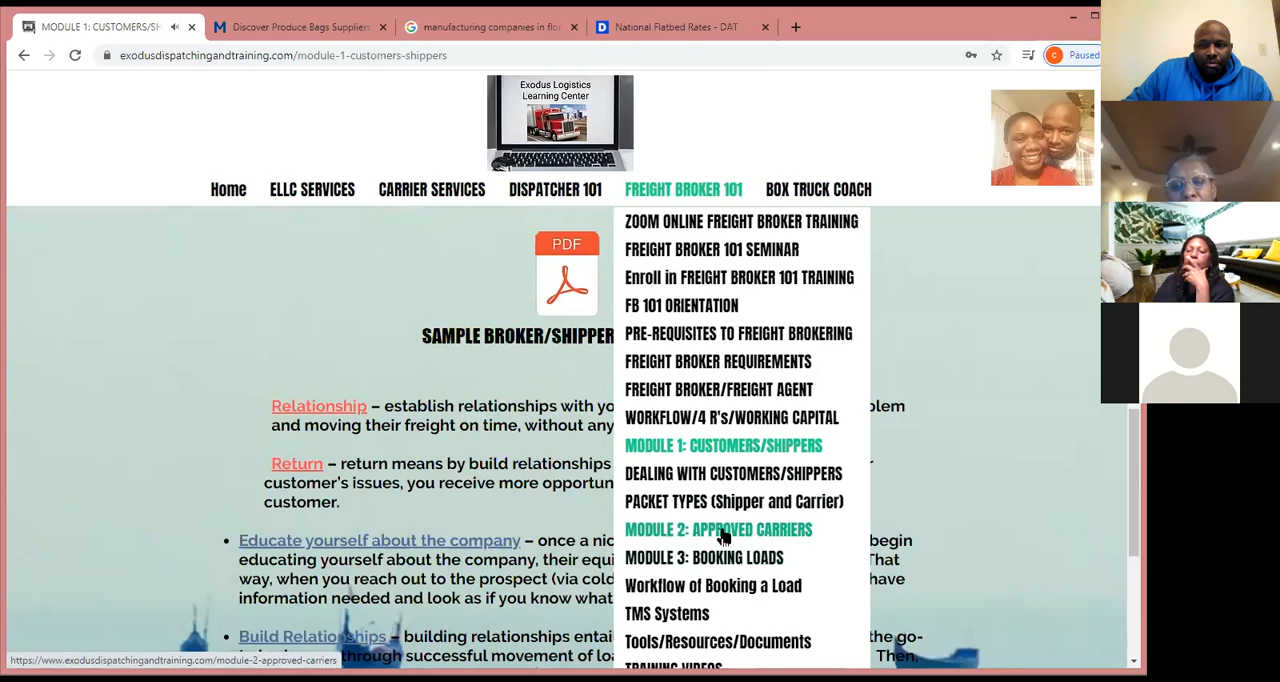 MODULE 1: CUSTOMERS/SH
Discover Produce Bags Suppliers
manufacturing companies in flor
National Flatbed Rates - DAT
exodusdispatchingandtraining.com/module-1-customers-shippers
C
Paused
Exodus Logistics
Learning Center
Home
ELLC SERVICES
CARRIER SERVICES
DISPATCHER 101
FREIGHT BROKER 101
BOX TRUCK COACH
ZOOM ONLINE FREIGHT BROKER TRAINING
FREIGHT BROKER 101 SEMINAR
Enroll in FREIGHT BROKER 101 TRAINING
FB 101 ORIENTATION
PRE-REQUISITES TO FREIGHT BROKERING
FREIGHT BROKER REQUIREMENTS
FREIGHT BROKER/FREIGHT AGENT
WORKFLOW/4 R's/WORKING CAPITAL
MODULE 1: CUSTOMERS/SHIPPERS
DEALING WITH CUSTOMERS/SHIPPERS
PACKET TYPES (Shipper and Carrier)
MODULE 2: APPROVED CARRIERS
MODULE 3: BOOKING LOADS
Workflow of Booking a Load
TMS Systems
Tools/Resources/Documents
TRAINING VIDEOS
PDF
SAMPLE BROKER/SHIPPER
Relationship – establish relationships with yo blem
and moving their freight on time, without any
Return – return means by build relationships r
customer's issues, you receive more opportun
customer.
• Educate yourself about the company – once a nic begin
educating yourself about the company, their equi That
way, when you reach out to the prospect (via cold have
information needed and look as if you know what
• Build Relationships – building relationships entai the go-
through successful movement of loa Then,
https://www.exodusdispatchingandtraining.com/module-2-approved-carriers